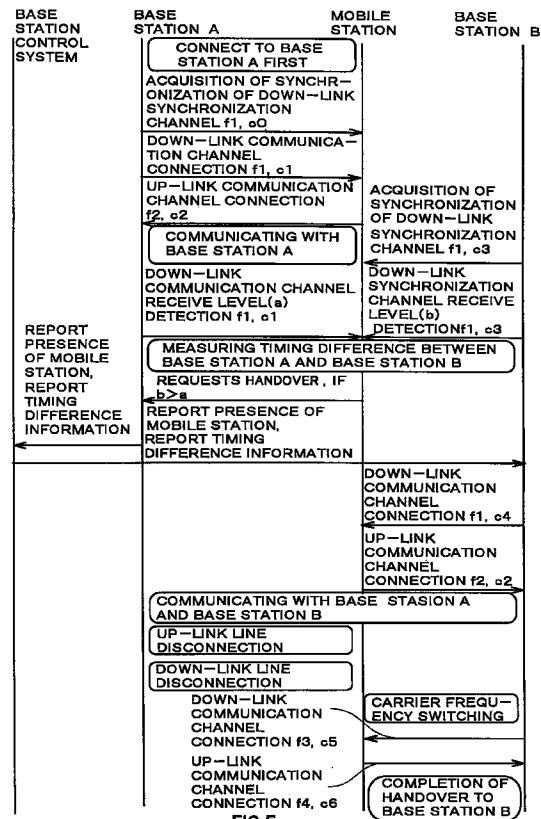 BASE
STATION
CONTROL
SYSTEM
BASE
STATION A
MOBILE
STATION
BASE
STATION B
CONNECT TO BASE
STATION A FIRST
ACQUISITION OF SYNCHR-
ONIZATION OF DOWN-LINK
SYNCHRONIZATION
CHANNEL f1, c0
DOWN-LINK COMMUNICA-
TION CHANNEL
CONNECTION f1, c1
UP-LINK COMMUNICATION
CHANNEL CONNECTION
f2, c2
ACQUISITION OF
SYNCHRONIZATION
OF DOWN-LINK
SYNCHRONIZATION
CHANNEL f1, c3
COMMUNICATING WITH
BASE STATION A
DOWN-LINK
COMMUNICATION CHANNEL
RECEIVE LEVEL(a)
DETECTION f1, c1
DOWN-LINK
SYNCHRONIZATION
CHANNEL RECEIVE
LEVEL(b)
DETECTIONf1, c3
MEASURING TIMING DIFFERENCE BETWEEN
BASE STATION A AND BASE STATION B
REPORT
PRESENCE
OF MOBILE
STATION,
REPORT
TIMING
DIFFERENCE
INFORMATION
REQUESTS HANDOVER, IF
b>a
REPORT PRESENCE OF
MOBILE STATION,
REPORT TIMING
DIFFERENCE INFORMATION
DOWN-LINK
COMMUNICATION
CHANNEL
CONNECTION f1, c4
UP-LINK
COMMUNICATION
CHANNEL
CONNECTION f2, c2
COMMUNICATING WITH BASE STASION A
AND BASE STATION B
UP-LINK LINE
DISCONNECTION
DOWN-LINK LINE
DISCONNECTION
DOWN-LINK
COMMUNICATION
CHANNEL
CONNECTION f3, c5
CARRIER FREQU-
ENCY SWITCHING
UP-LINK
COMMUNICATION
CHANNEL
CONNECTION f4, c6
COMPLETION OF
HANDOVER TO
BASE STATION B